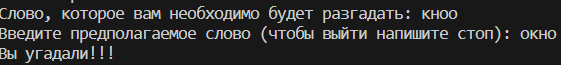 Слово, которое вам необходимо будет разгадать: кноо
Введите предполагаемое слово (чтобы выйти напишите стоп): окно
Вы угадали!!!